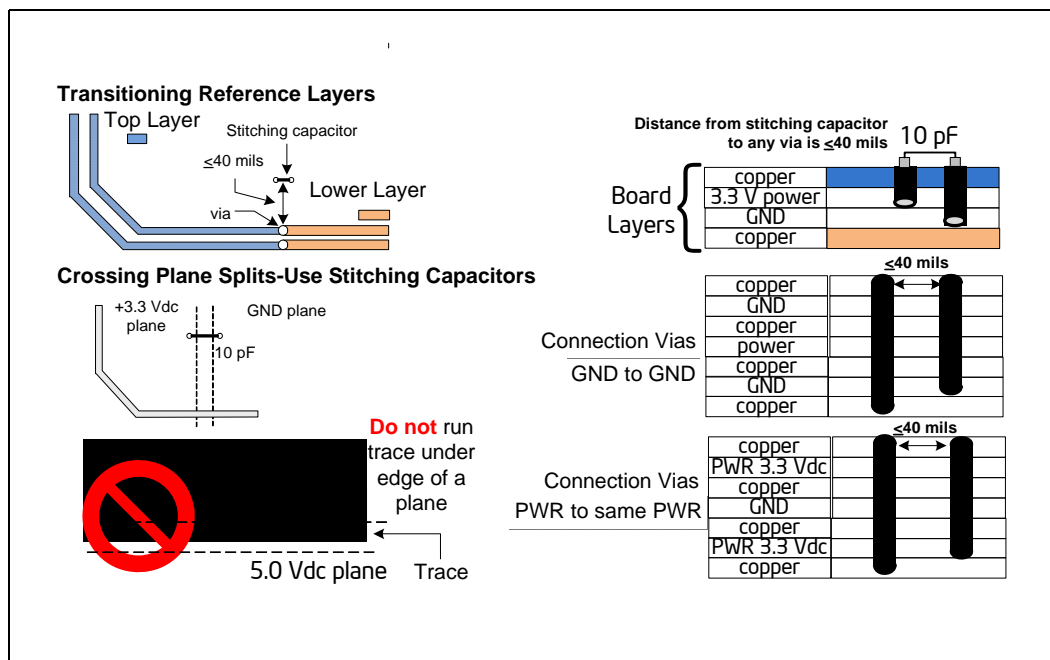 Transitioning Reference Layers
Top Layer
Stitching capacitor
≤40 mils
Lower Layer
via
Crossing Plane Splits-Use Stitching Capacitors
+3.3 Vdc
plane
GND plane
10 pF
Do not run
trace under
edge of a
plane
5.0 Vdc plane
Trace
Distance from stitching capacitor
to any via is ≤40 mils
10 pF
Board
Layers
copper
3.3 V power
GND
copper
≤40 mils
Connection Vias
GND to GND
copper
GND
copper
power
copper
GND
copper
≤40 mils
Connection Vias
PWR to same PWR
copper
PWR 3.3 Vdc
copper
GND
copper
PWR 3.3 Vdc
copper